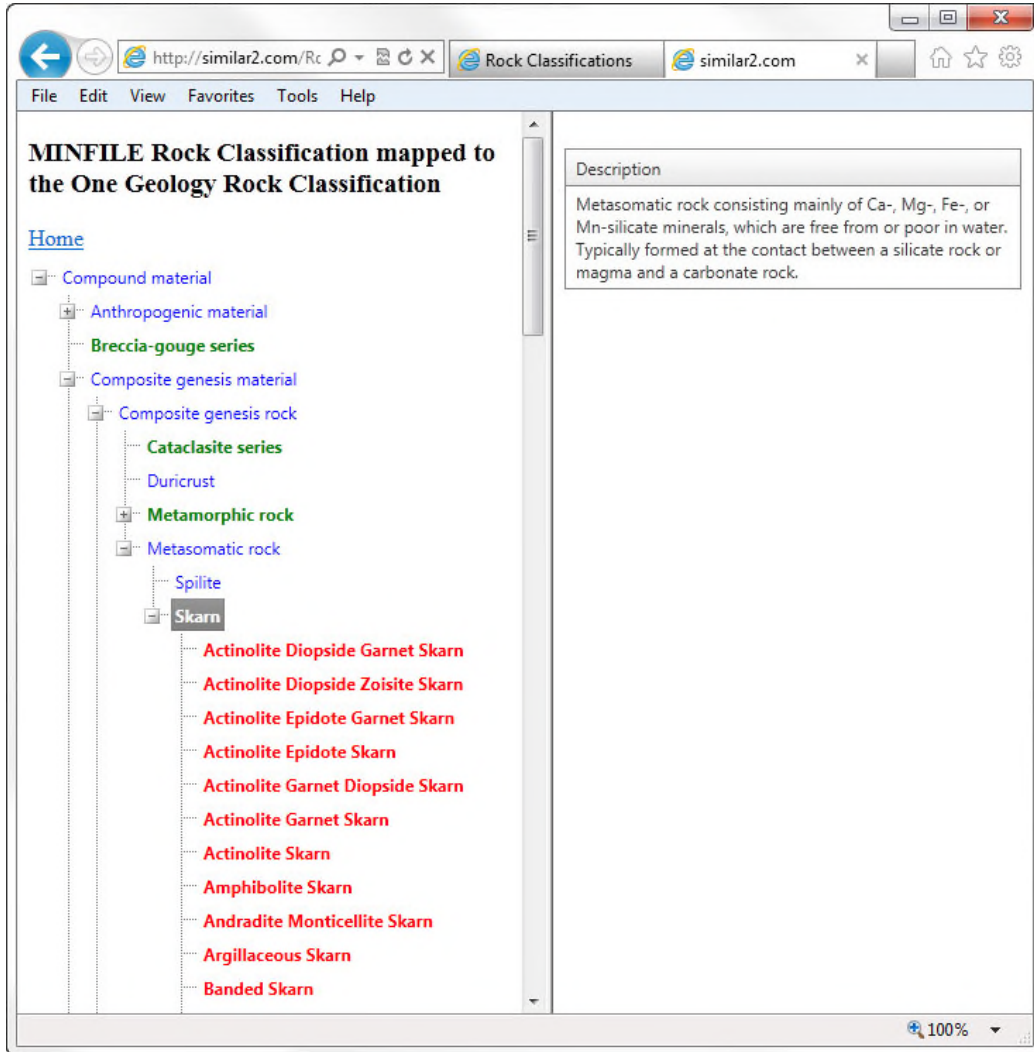 http://similar2.com/Rc
Rock Classifications
similar2.com
File Edit View Favorites Tools Help
MINFILE Rock Classification mapped to
the One Geology Rock Classification
Home
Compound material
Anthropogenic material
Breccia-gouge series
Composite genesis material
Composite genesis rock
Cataclasite series
Duricrust
Metamorphic rock
Metasomatic rock
Spilite
Skarn
Actinolite Diopside Garnet Skarn
Actinolite Diopside Zoisite Skarn
Actinolite Epidote Garnet Skarn
Actinolite Epidote Skarn
Actinolite Garnet Diopside Skarn
Actinolite Garnet Skarn
Actinolite Skarn
Amphibolite Skarn
Andradite Monticellite Skarn
Argillaceous Skarn
Banded Skarn
Description
Metasomatic rock consisting mainly of Ca-, Mg-, Fe-, or
Mn-silicate minerals, which are free from or poor in water.
Typically formed at the contact between a silicate rock or
magma and a carbonate rock.
100%